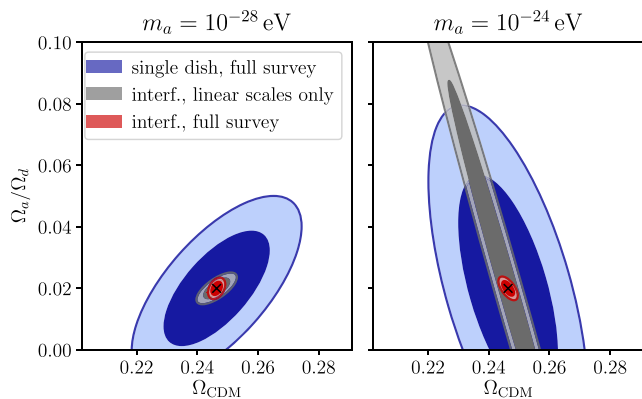 m_a = 10^{-28} eV
m_a = 10^{-24} eV
single dish, full survey
interf., linear scales only
interf., full survey
Ω_a/Ω_d
0.10
0.08
0.06
0.04
0.02
0.00
0.22 0.24 0.26 0.28
0.22 0.24 0.26 0.28
Ω_CDM
Ω_CDM